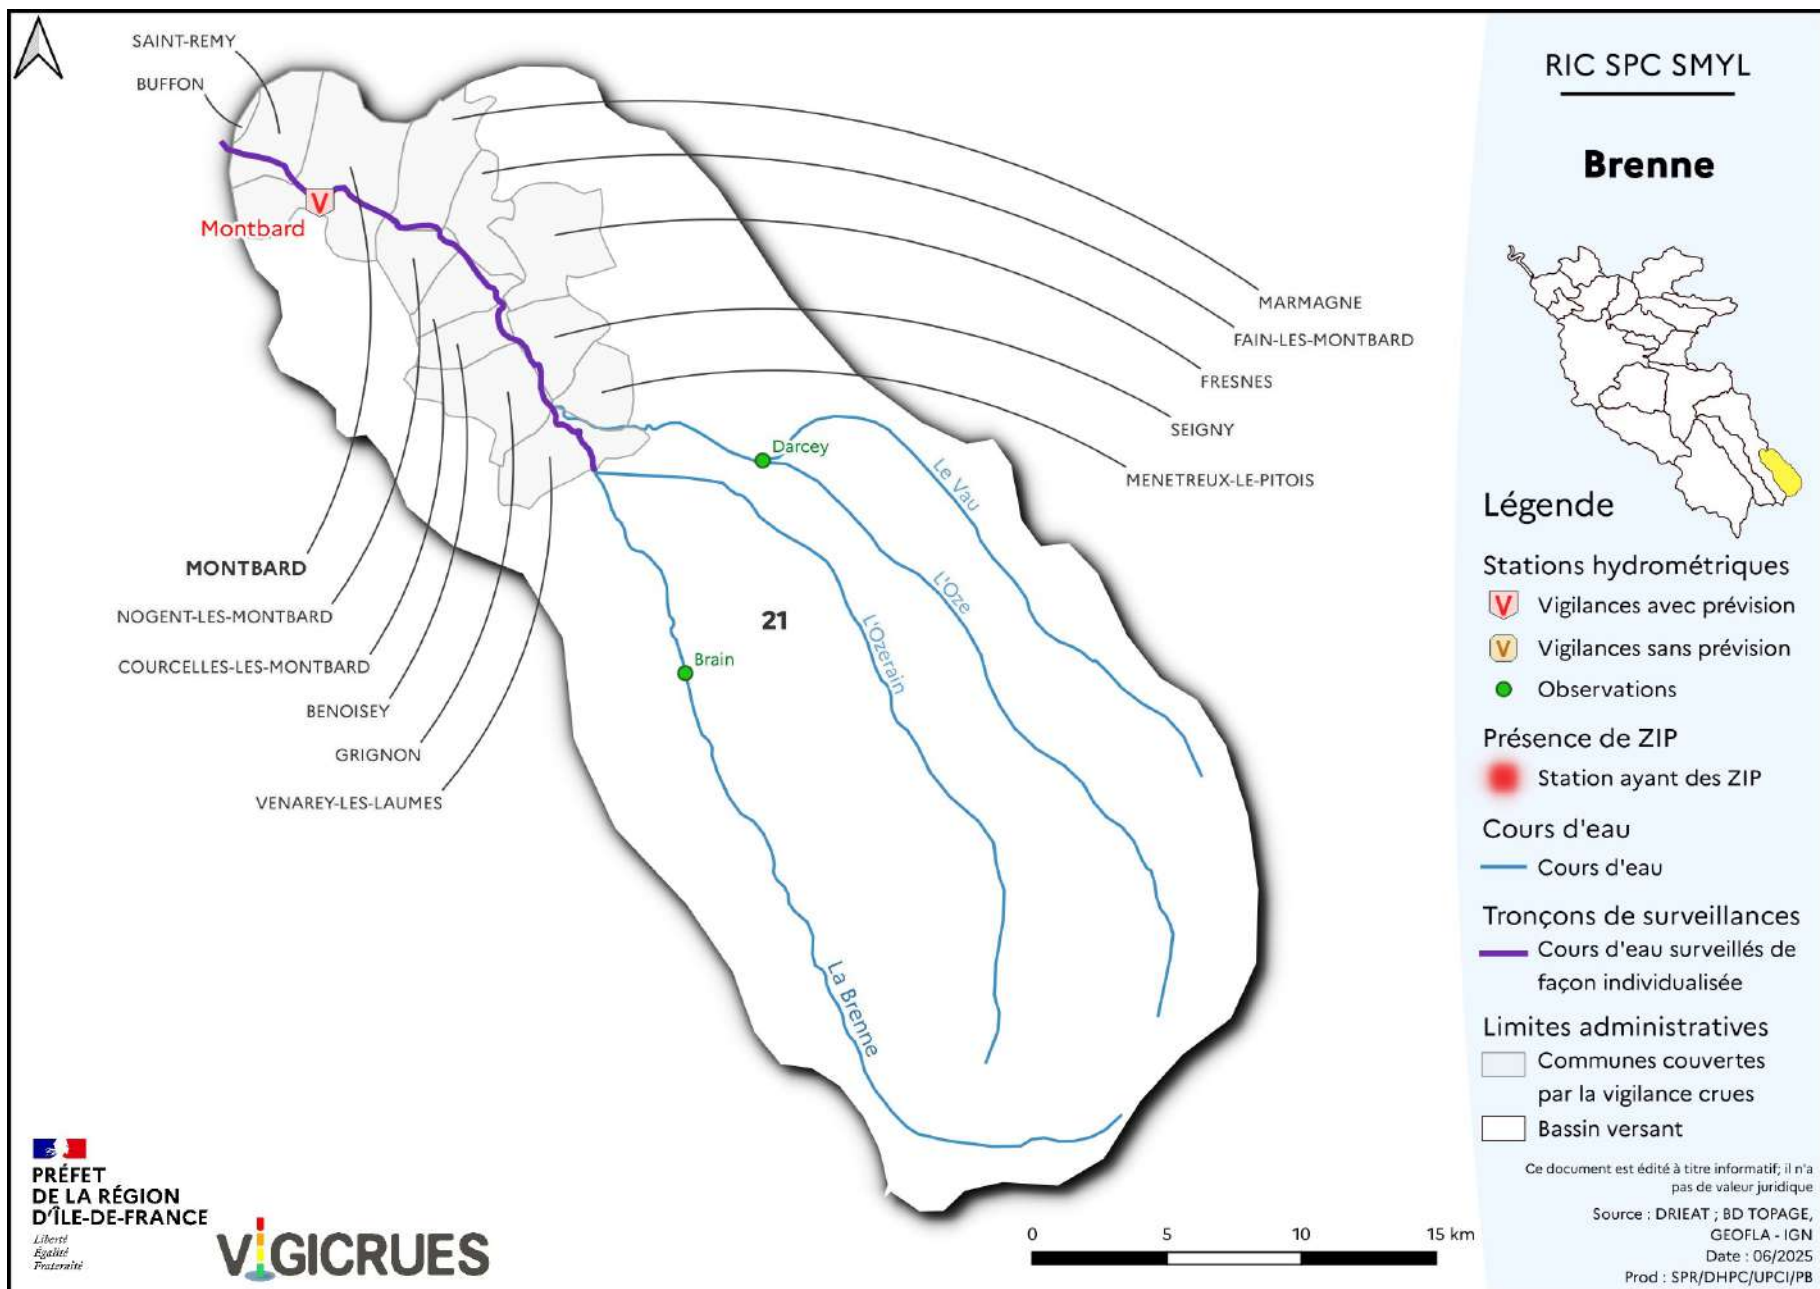 SAINT-REMY
BUFFON
Montbard
V
MARMAGNE
FAIN-LES-MONTBARD
FRESNES
SEIGNY
MENETREUX-LE-PITOIS
Darcey
Le Vau
L'Oze
L'Ozerain
21
Brain
La Brenne
MONTBARD
NOGENT-LES-MONTBARD
COURCELLES-LES-MONTBARD
BENOISEY
GRIGNON
VENAREY-LES-LAUMES
PRÉFET
DE LA RÉGION
D'ÎLE-DE-FRANCE
Liberté
Égalité
Fraternité
VIGICRUES
0 5 10 15 km
RIC SPC SMYL
Brenne
Légende
Stations hydrométriques
V Vigilances avec prévision
V Vigilances sans prévision
Observations
Présence de ZIP
Station ayant des ZIP
Cours d'eau
Cours d'eau
Tronçons de surveillances
Cours d'eau surveillés de
façon individualisée
Limites administratives
Communes couvertes
par la vigilance crues
Bassin versant
Ce document est édité à titre informatif; il n'a
pas de valeur juridique
Source : DRIEAT ; BD TOPAGE,
GEOFLA - IGN
Date : 06/2025
Prod : SPR/DHPC/UPCI/PB